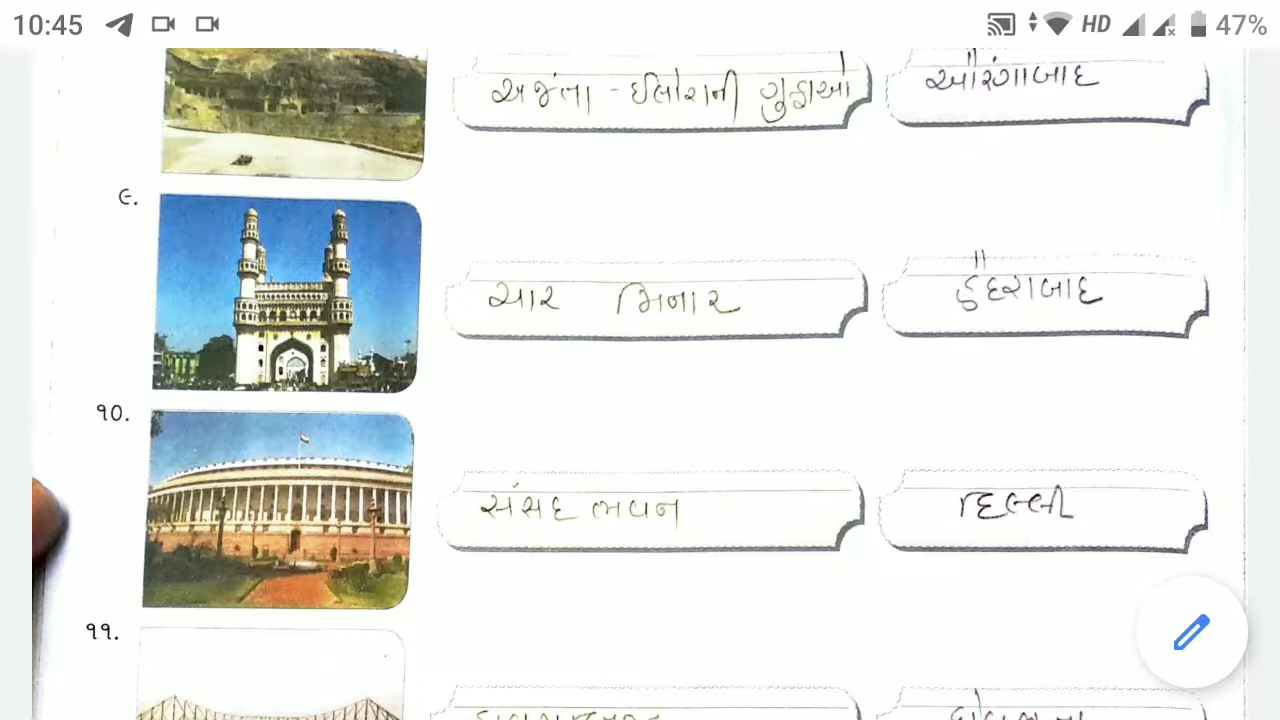 10:45 HD 47%
અજંતા - ઈલોરાની ગુફાઓ ઔરંગાબાદ
૯.
ચાર મિનાર હૈદરાબાદ
૧૦.
સંસદ ભવન દિલ્લી
૧૧.